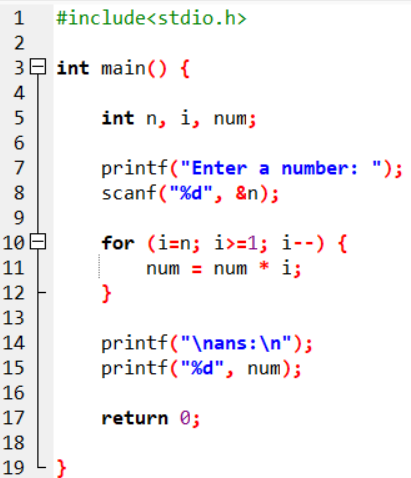 1 #include<stdio.h>
2
3 int main() {
4
5 int n, i, num;
6
7 printf("Enter a number: ");
8 scanf("%d", &n);
9
10 for (i=n; i>=1; i--) {
11 num = num * i;
12 }
13
14 printf("\nans:\n");
15 printf("%d", num);
16
17 return 0;
18
19 }